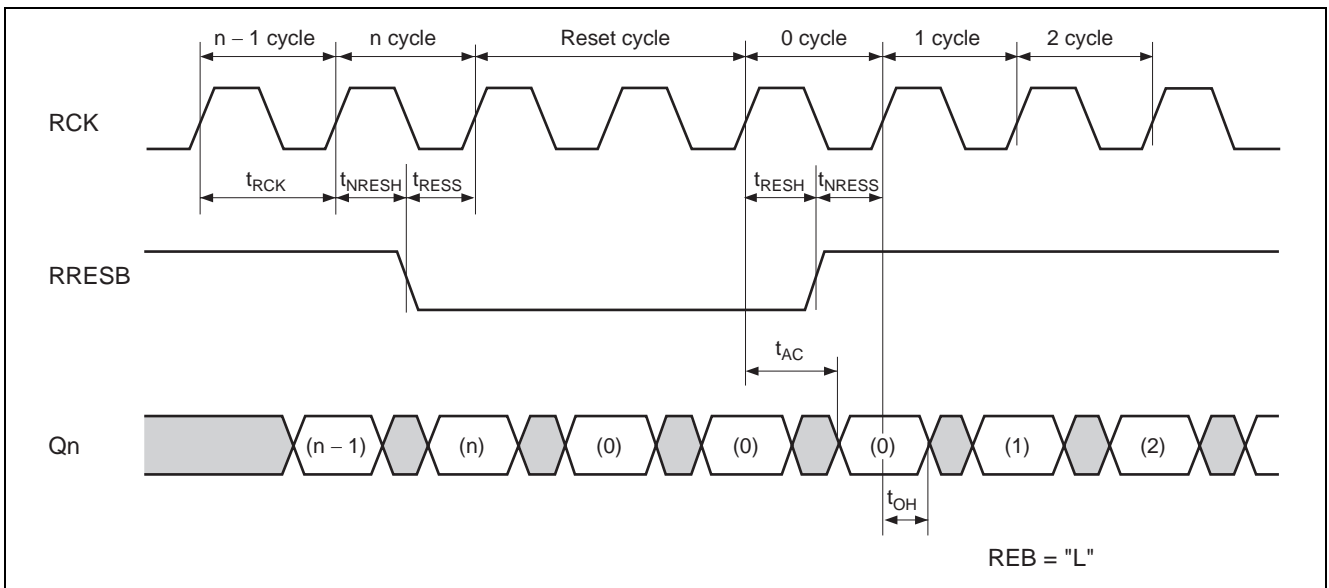 n − 1 cycle n cycle Reset cycle 0 cycle 1 cycle 2 cycle
RCK
tRCK tNRESH tRESS tRESH tNRESS
RRESB
tAC
Qn (n − 1) (n) (0) (0) (0) (1) (2)
tOH
REB = "L"